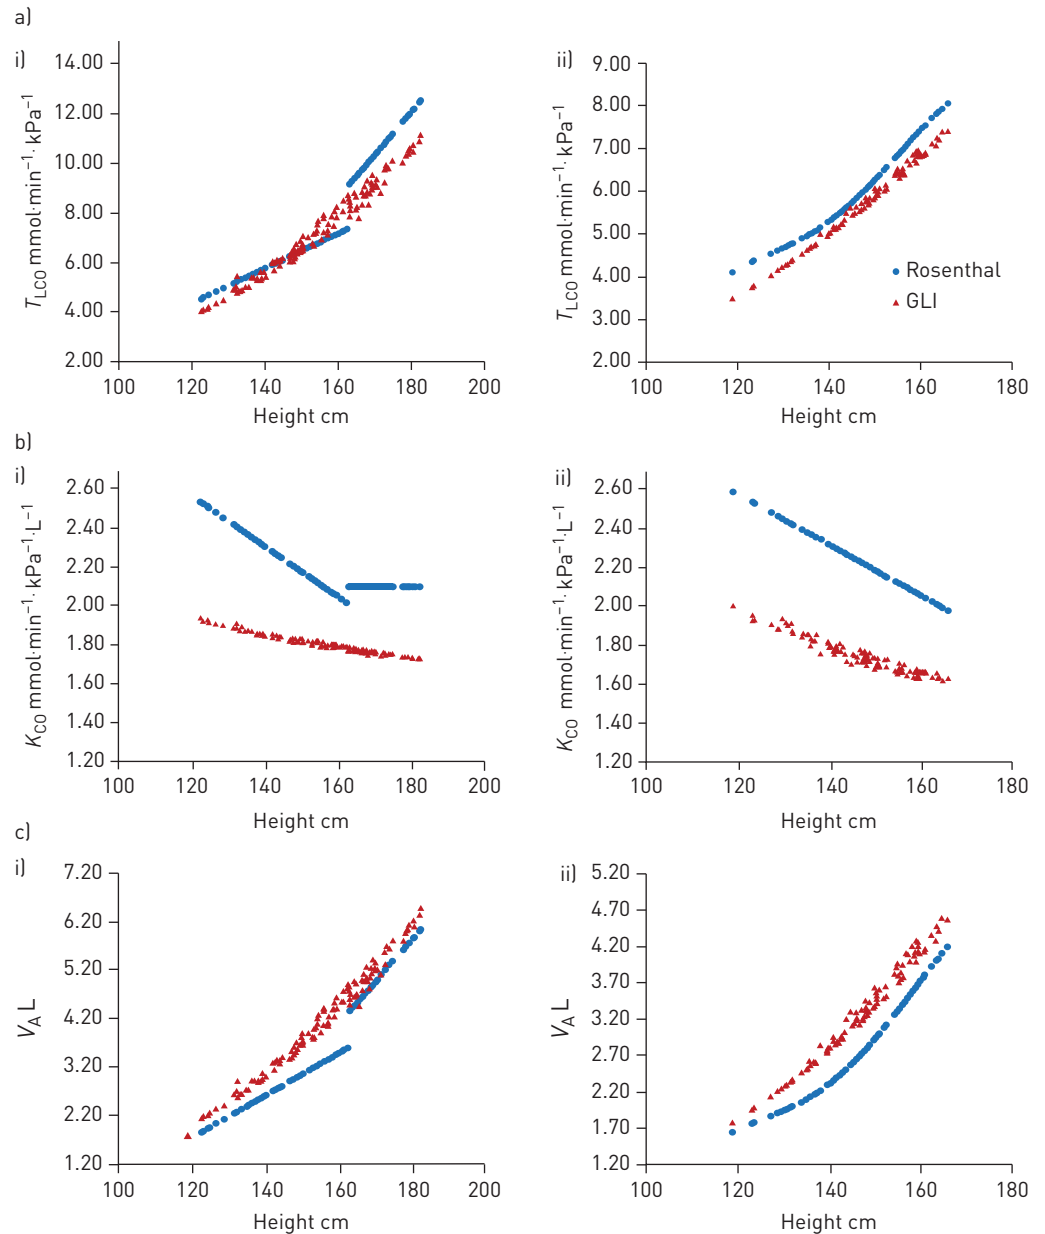 a)
i)
14.00
12.00
10.00
8.00
6.00
4.00
2.00
100 120 140 160 180 200
Height cm
T_LCO mmol·min⁻¹·kPa⁻¹
ii)
9.00
8.00
7.00
6.00
5.00
4.00
3.00
2.00
100 120 140 160 180
Height cm
T_LCO mmol·min⁻¹·kPa⁻¹
Rosenthal
GLI
b)
i)
2.60
2.40
2.20
2.00
1.80
1.60
1.40
1.20
100 120 140 160 180 200
Height cm
K_CO mmol·min⁻¹·kPa⁻¹·L⁻¹
ii)
2.60
2.40
2.20
2.00
1.80
1.60
1.40
1.20
100 120 140 160 180
Height cm
K_CO mmol·min⁻¹·kPa⁻¹·L⁻¹
c)
i)
7.20
6.20
5.20
4.20
3.20
2.20
1.20
100 120 140 160 180 200
Height cm
V_A L
ii)
5.20
4.70
4.20
3.70
3.20
2.70
2.20
1.70
1.20
100 120 140 160 180
Height cm
V_A L